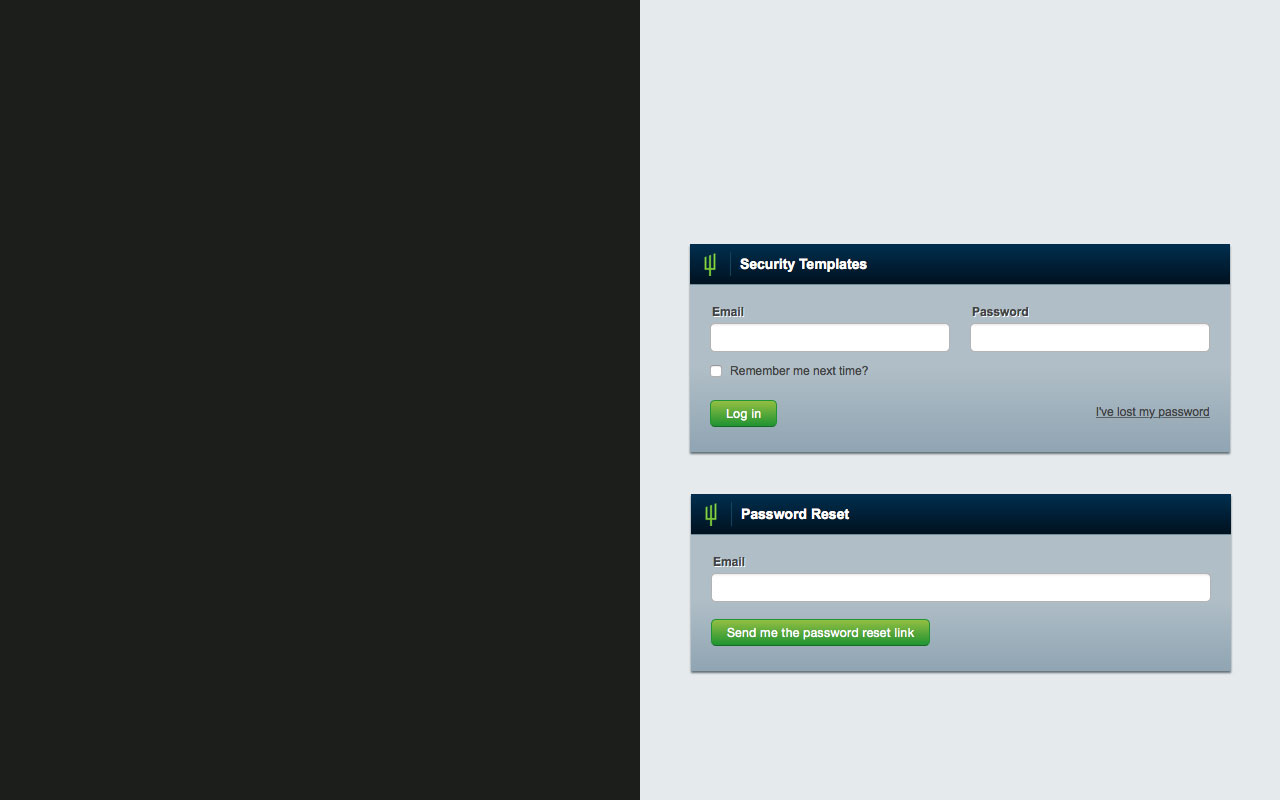 Security Templates
Email
Password
Remember me next time?
Log in
I've lost my password
Password Reset
Email
Send me the password reset link